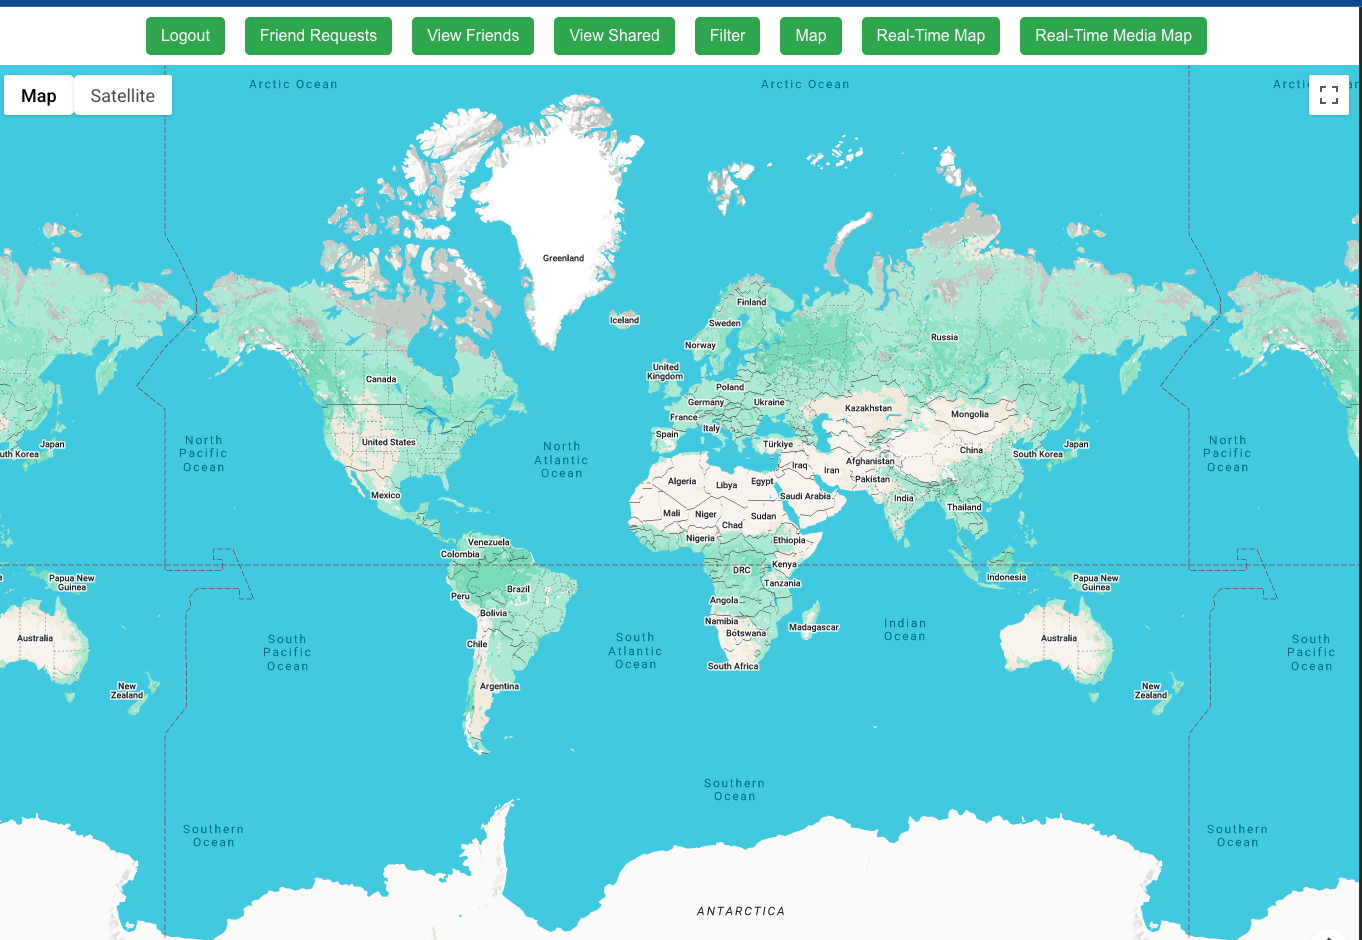 Logout Friend Requests View Friends View Shared Filter Map Real-Time Map Real-Time Media Map
Map Satellite
Arctic Ocean
Arctic Ocean
Greenland
Iceland
Finland
Sweden
Norway
Russia
United
Kingdom
Poland
Germany
Ukraine
France
Italy
Spain
Türkiye
Kazakhstan
Mongolia
China
Japan
South Korea
Afghanistan
Iraq
Iran
Pakistan
India
Thailand
Saudi Arabia
Canada
United States
Mexico
Japan
uth Korea
North
Pacific
Ocean
North
Atlantic
Ocean
North
Pacific
Ocean
Algeria
Libya
Egypt
Mali
Niger
Chad
Sudan
Nigeria
Ethiopia
Kenya
DRC
Tanzania
Angola
Namibia
Botswana
Madagascar
South Africa
Venezuela
Colombia
Peru
Brazil
Bolivia
Chile
Argentina
Indonesia
Papua New
Guinea
Papua New
Guinea
Australia
Australia
New
Zealand
New
Zealand
South
Pacific
Ocean
South
Atlantic
Ocean
Indian
Ocean
South
Pacific
Ocean
Southern
Ocean
Southern
Ocean
Southern
Ocean
ANTARCTICA